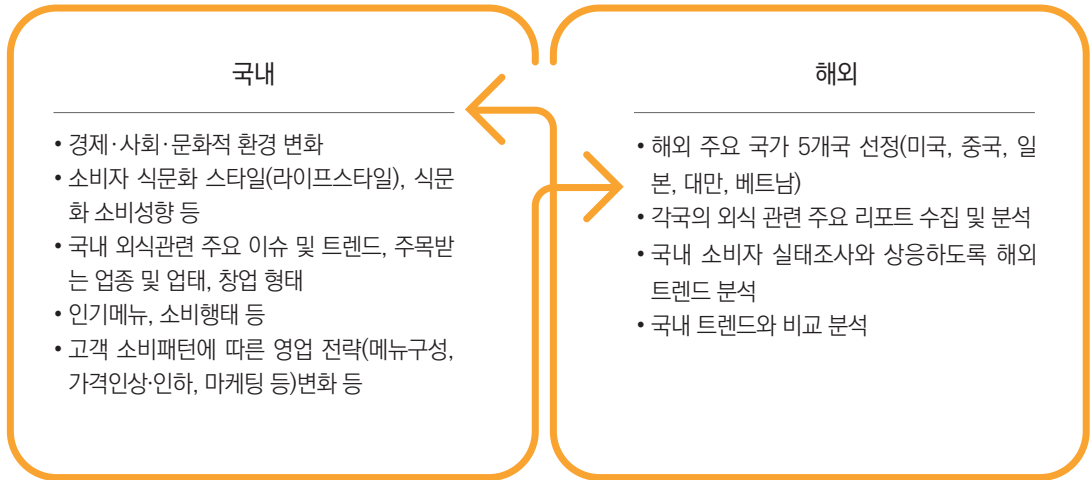 국내
• 경제·사회·문화적 환경 변화
• 소비자 식문화 스타일(라이프스타일), 식문
화 소비성향 등
• 국내 외식관련 주요 이슈 및 트렌드, 주목받
는 업종 및 업태, 창업 형태
• 인기메뉴, 소비행태 등
• 고객 소비패턴에 따른 영업 전략(메뉴구성,
가격인상·인하, 마케팅 등)변화 등
해외
• 해외 주요 국가 5개국 선정(미국, 중국, 일
본, 대만, 베트남)
• 각국의 외식 관련 주요 리포트 수집 및 분석
• 국내 소비자 실태조사와 상응하도록 해외
트렌드 분석
• 국내 트렌드와 비교 분석